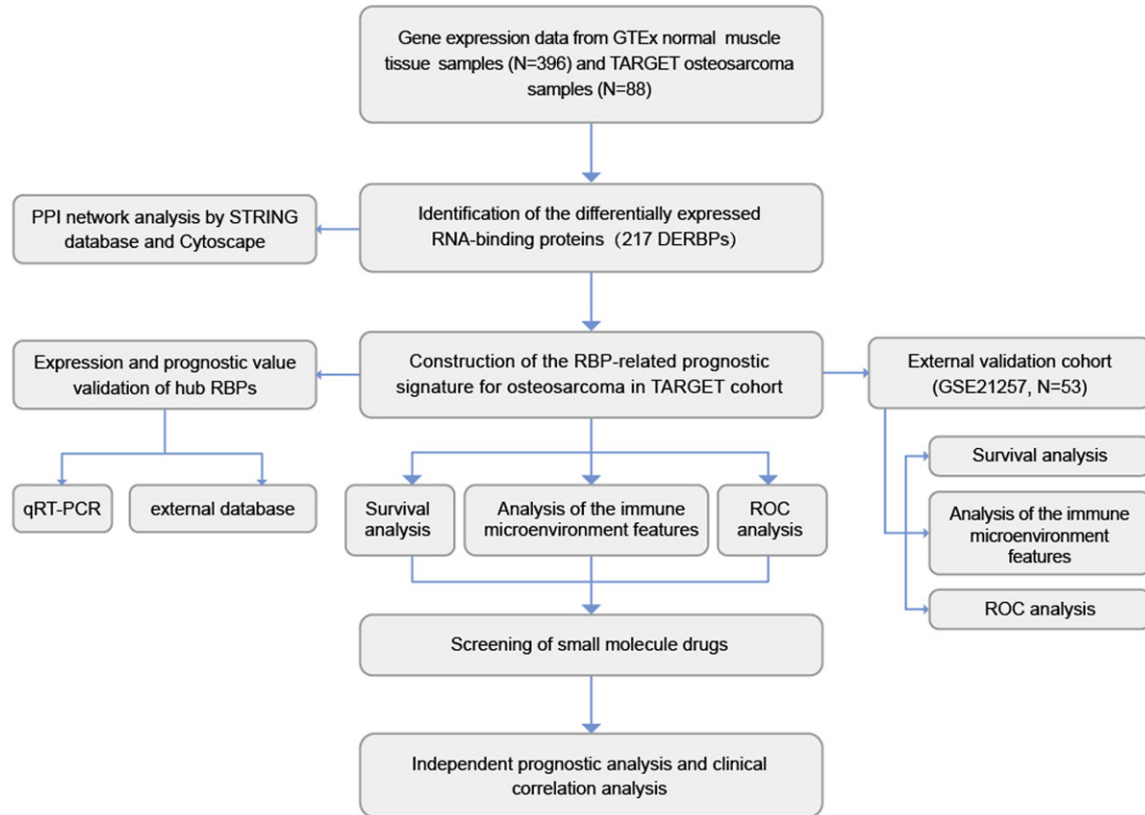 Gene expression data from GTEx normal muscle
tissue samples (N=396) and TARGET osteosarcoma
samples (N=88)
PPI network analysis by STRING
database and Cytoscape
Identification of the differentially expressed
RNA-binding proteins（217 DERBPs）
Expression and prognostic value
validation of hub RBPs
Construction of the RBP-related prognostic
signature for osteosarcoma in TARGET cohort
External validation cohort
(GSE21257, N=53)
qRT-PCR
external database
Survival
analysis
Analysis of the immune
microenvironment features
ROC
analysis
Survival analysis
Analysis of the immune
microenvironment
features
ROC analysis
Screening of small molecule drugs
Independent prognostic analysis and clinical
correlation analysis